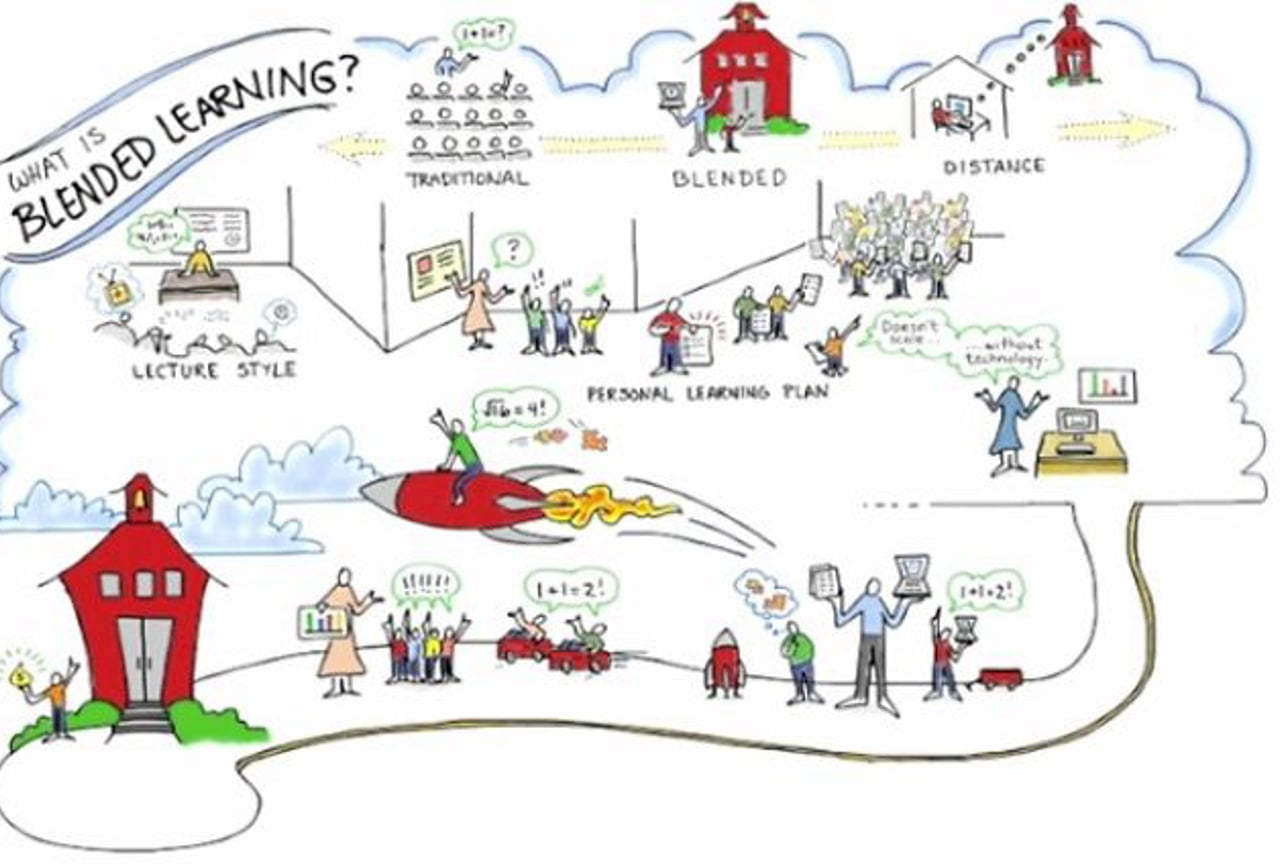 WHAT IS
BLENDED LEARNING?
1+1=?
TRADITIONAL
BLENDED
DISTANCE
?
!!
!!
LECTURE STYLE
PERSONAL LEARNING PLAN
Doesn't
scale..
...without
technology.
√16 = 4!
!!!!!!
1+1=2!
1+1=2!